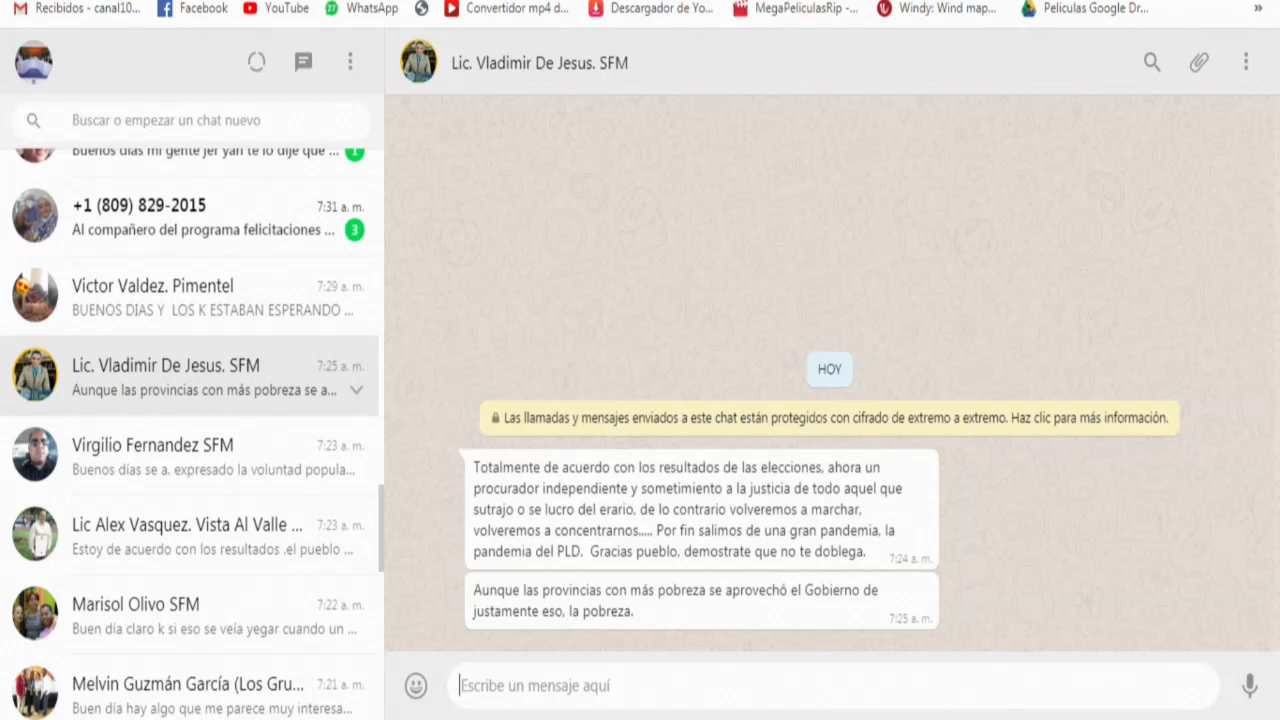 Recibidos - canal10... Facebook YouTube 27 WhatsApp Convertidor mp4 d... Descargador de Yo... MegaPeliculasRip -... Windy: Wind map... Peliculas Google Dr... »
Buscar o empezar un chat nuevo
Buenos días mi gente jer yan te lo dije que ... 1
+1 (809) 829-2015 7:31 a. m.
Al compañero del programa felicitaciones ... 3
Victor Valdez. Pimentel 7:29 a. m.
BUENOS DIAS Y LOS K ESTABAN ESPERANDO ...
Lic. Vladimir De Jesus. SFM 7:25 a. m.
Aunque las provincias con más pobreza se a...
Virgilio Fernandez SFM 7:23 a. m.
Buenos días se a. expresado la voluntad popula...
Lic Alex Vasquez. Vista Al Valle ... 7:23 a. m.
Estoy de acuerdo con los resultados .el pueblo ...
Marisol Olivo SFM 7:22 a. m.
Buen día claro k si eso se veía yegar cuando un ...
Melvin Guzmán García (Los Gru... 7:21 a. m.
Buen día hay algo que me parece muy interesa...
Lic. Vladimir De Jesus. SFM
HOY
Las llamadas y mensajes enviados a este chat están protegidos con cifrado de extremo a extremo. Haz clic para más información.
Totalmente de acuerdo con los resultados de las elecciones, ahora un
procurador independiente y sometimiento a la justicia de todo aquel que
sutrajo o se lucro del erario, de lo contrario volveremos a marchar,
volveremos a concentrarnos..... Por fin salimos de una gran pandemia, la
pandemia del PLD. Gracias pueblo, demostrate que no te doblega.
7:24 a. m.
Aunque las provincias con más pobreza se aprovechó el Gobierno de
justamente eso, la pobreza.
7:25 a. m.
Escribe un mensaje aquí